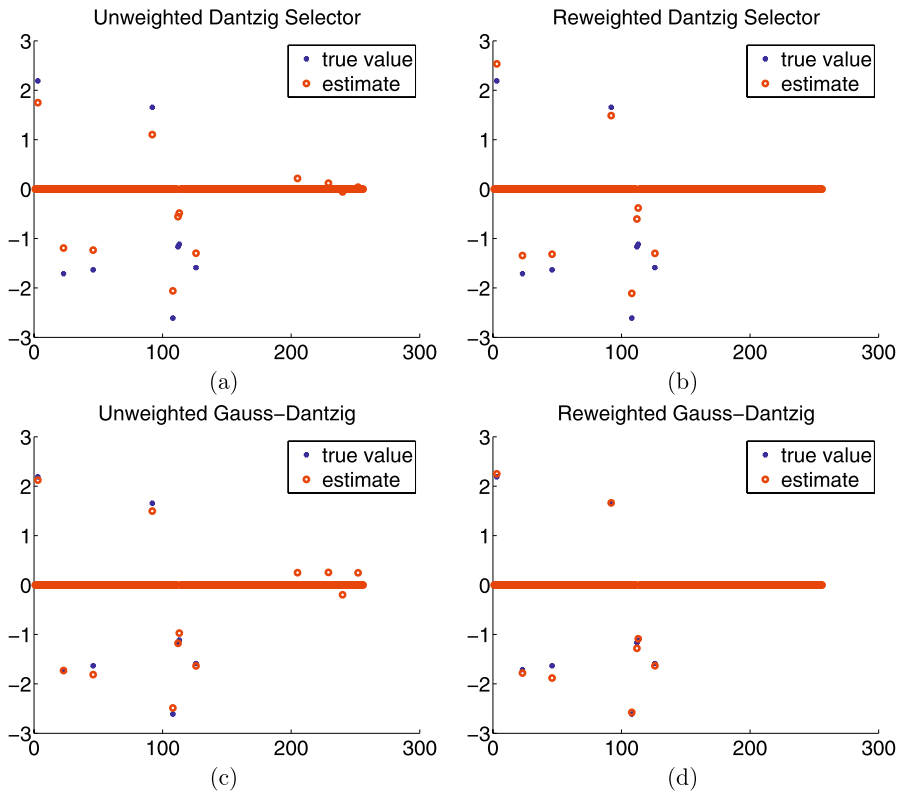 Unweighted Dantzig Selector
3
2
1
0
−1
−2
−3
0
100
200
300
true value
estimate
(a)
Reweighted Dantzig Selector
3
2
1
0
−1
−2
−3
0
100
200
300
true value
estimate
(b)
Unweighted Gauss−Dantzig
3
2
1
0
−1
−2
−3
0
100
200
300
true value
estimate
(c)
Reweighted Gauss−Dantzig
3
2
1
0
−1
−2
−3
0
100
200
300
true value
estimate
(d)